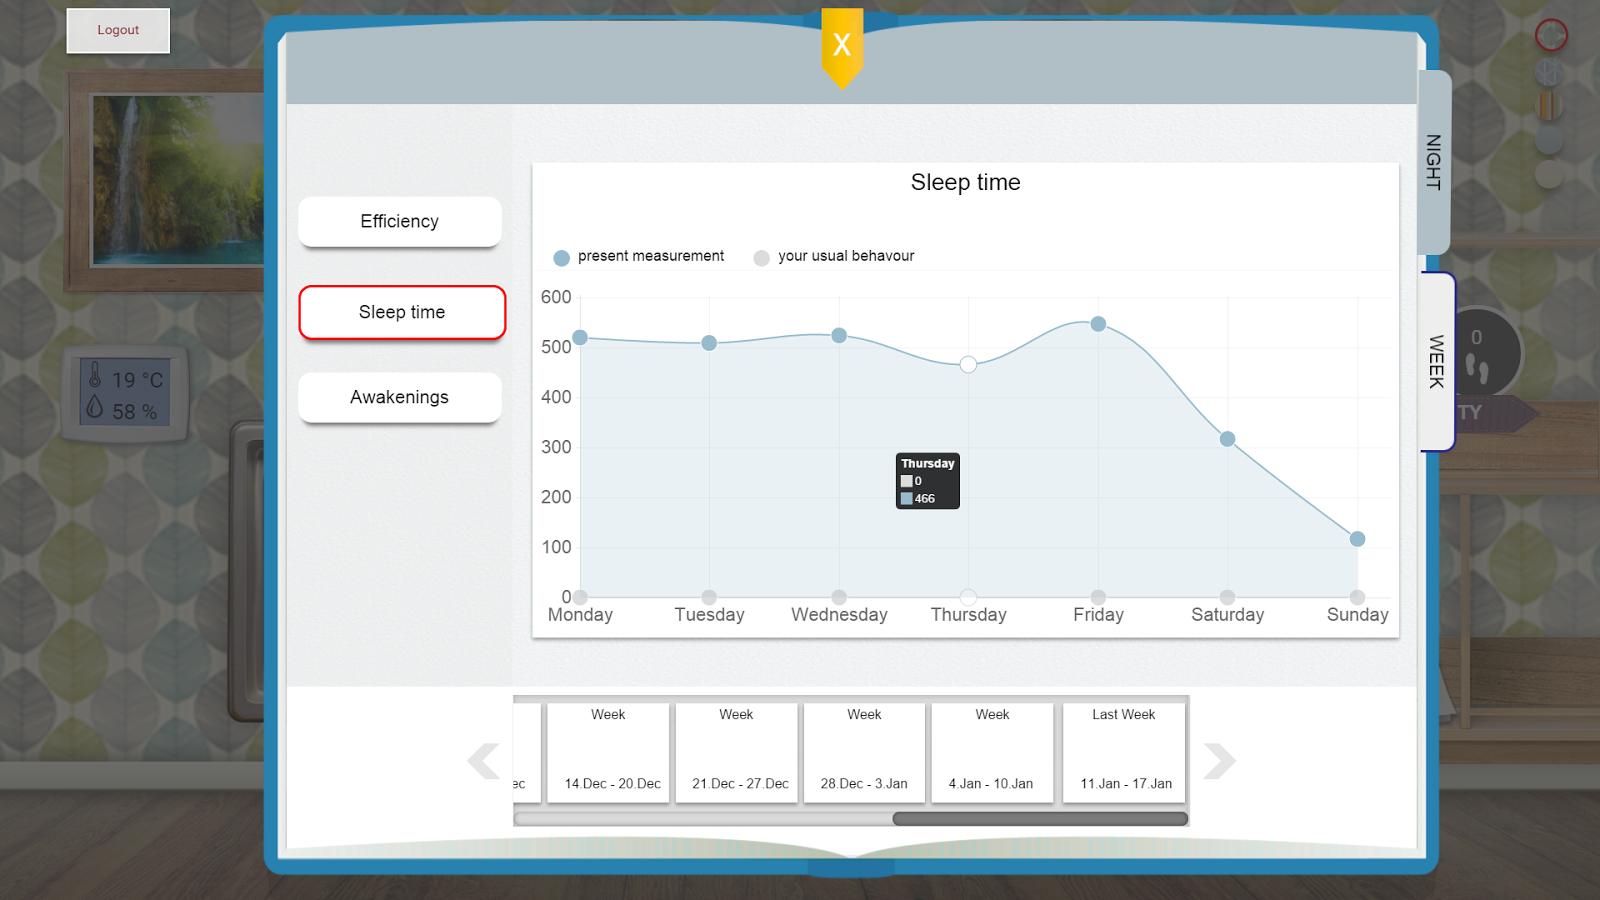 Logout
X
NIGHT
WEEK
Efficiency
Sleep time
Awakenings
19 °C
58 %
Sleep time
present measurement
your usual behavour
600
500
400
300
200
100
0
Thursday
0
466
Monday Tuesday Wednesday Thursday Friday Saturday Sunday
0
TY
Week Week Week Week Last Week
ec 14.Dec - 20.Dec 21.Dec - 27.Dec 28.Dec - 3.Jan 4.Jan - 10.Jan 11.Jan - 17.Jan